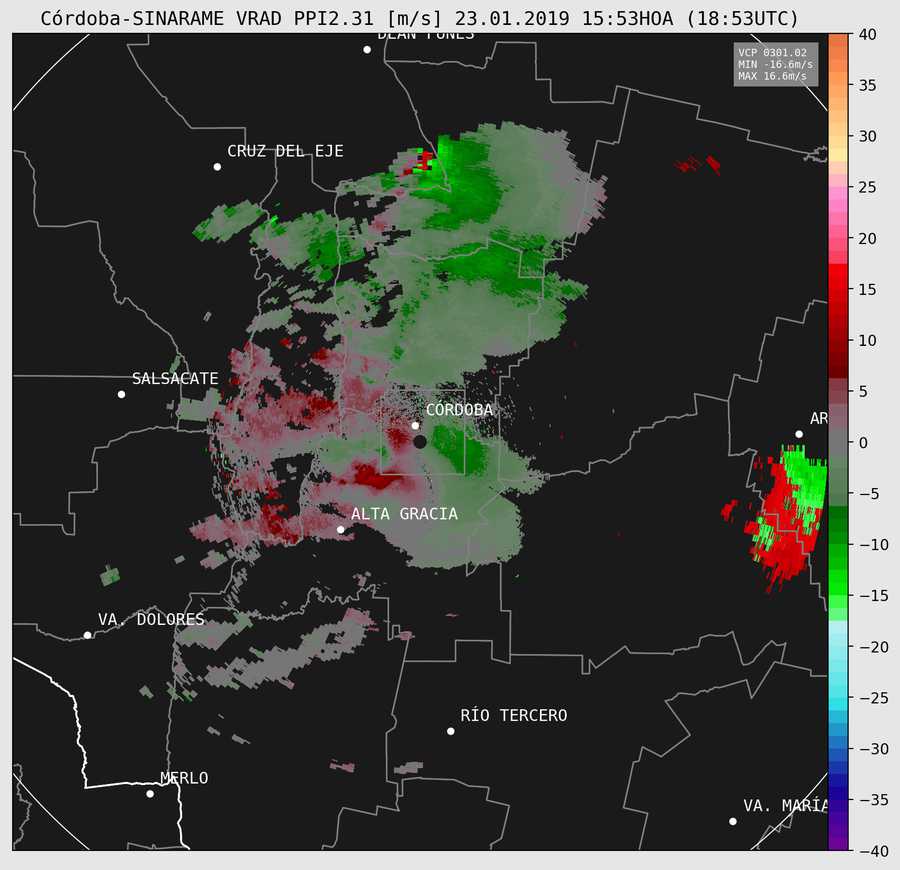 Córdoba-SINARAME VRAD PPI2.31 [m/s] 23.01.2019 15:53HOA (18:53UTC)
DEÁN FUNES
VCP 0301.02
MIN -16.6m/s
MAX 16.6m/s
CRUZ DEL EJE
SALSACATE
CÓRDOBA
AR
ALTA GRACIA
VA. DOLORES
RÍO TERCERO
MERLO
VA. MARÍA
40
35
30
25
20
15
10
5
0
−5
−10
−15
−20
−25
−30
−35
−40